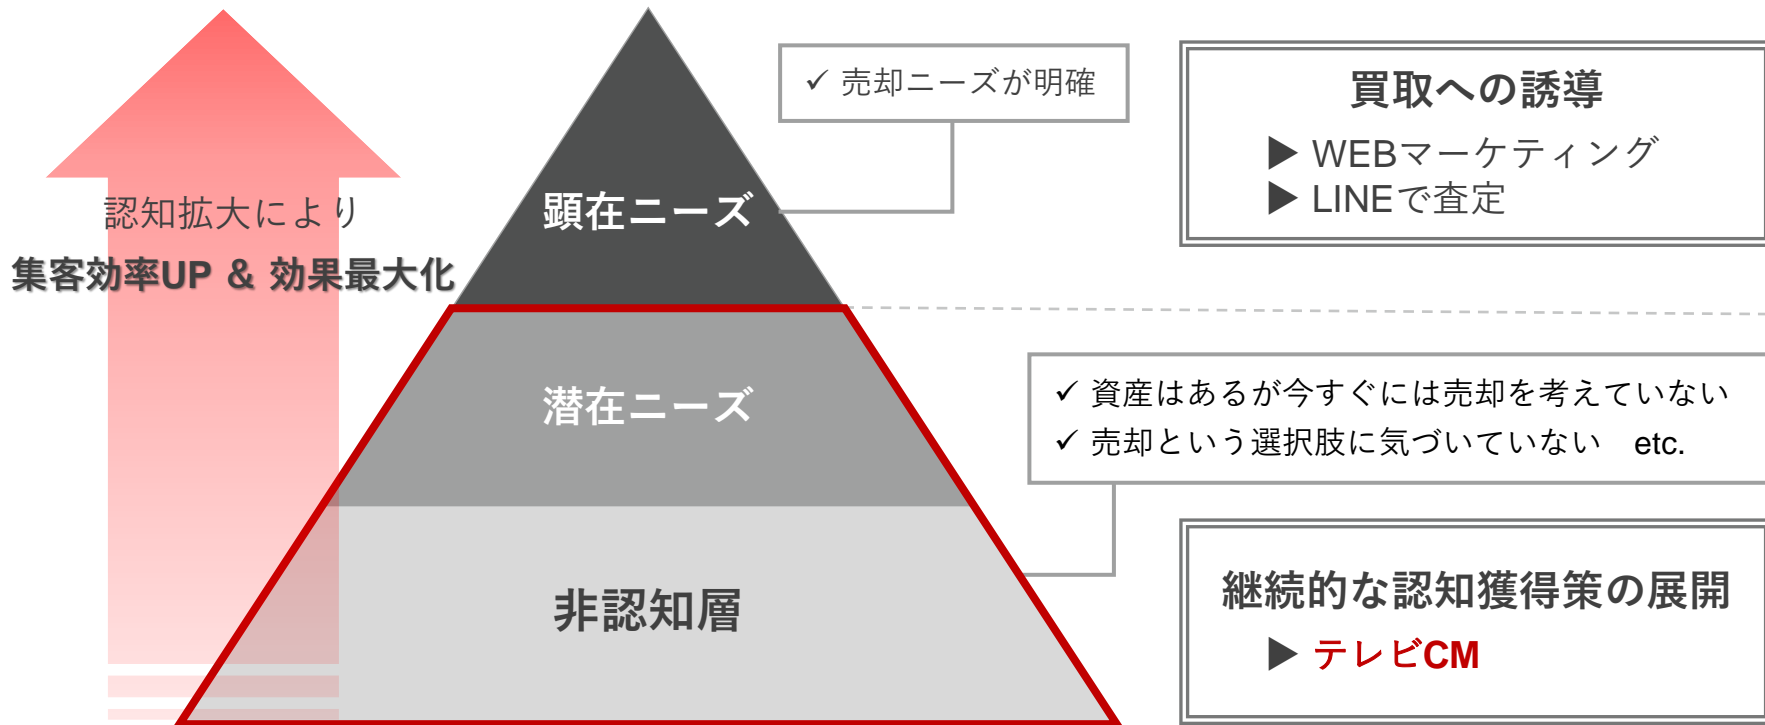 認知拡大により
集客効率UP ＆ 効果最大化
顕在ニーズ
潜在ニーズ
非認知層
✓ 売却ニーズが明確
買取への誘導
▶ WEBマーケティング
▶ LINEで査定
✓ 資産はあるが今すぐには売却を考えていない
✓ 売却という選択肢に気づいていない　etc.
継続的な認知獲得策の展開
▶ テレビCM